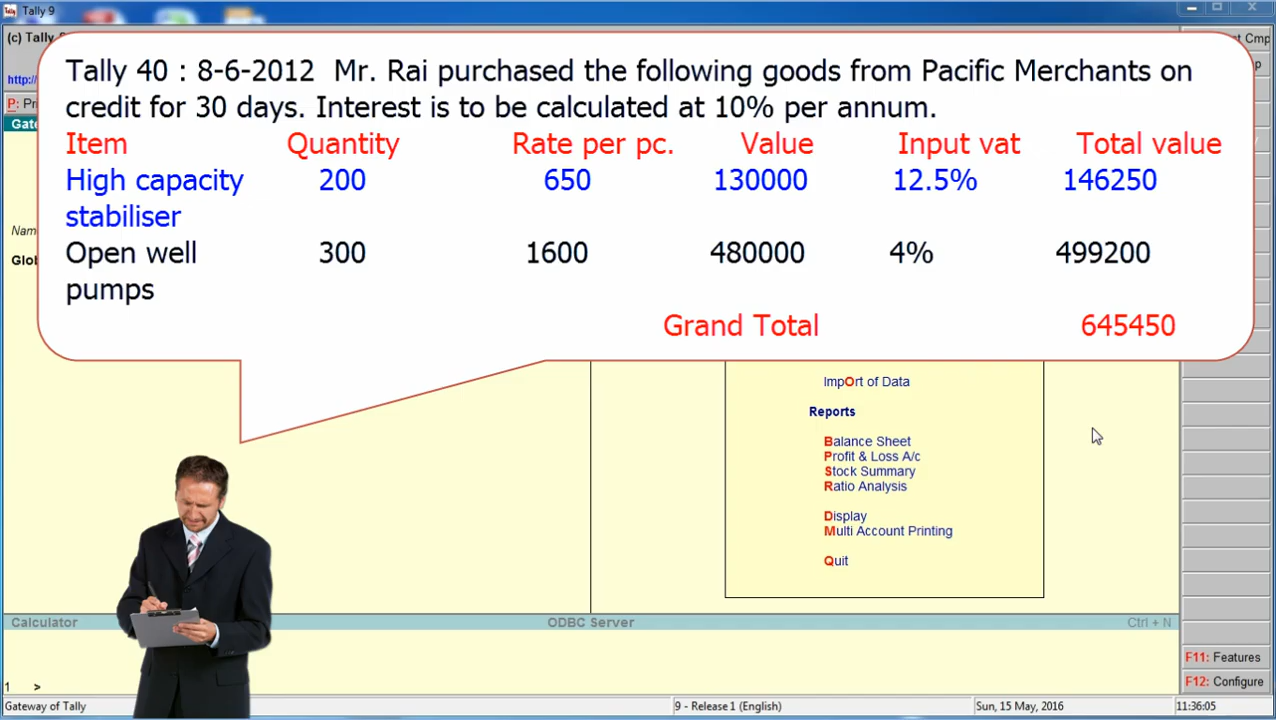 Tally 9
(c) Tally
t Cmp
http:/
P: Pri
Gate
Tally 40 : 8-6-2012 Mr. Rai purchased the following goods from Pacific Merchants on
credit for 30 days. Interest is to be calculated at 10% per annum.
Item Quantity Rate per pc. Value Input vat Total value
High capacity 200 650 130000 12.5% 146250
stabiliser
Open well 300 1600 480000 4% 499200
pumps
Grand Total 645450
Name
Glob
ImpOrt of Data
Reports
Balance Sheet
Profit & Loss A/c
Stock Summary
Ratio Analysis
Display
Multi Account Printing
Quit
Calculator ODBC Server Ctrl + N
1 >
F11: Features
F12: Configure
Gateway of Tally 9 - Release 1 (English) Sun, 15 May, 2016 11:36:05